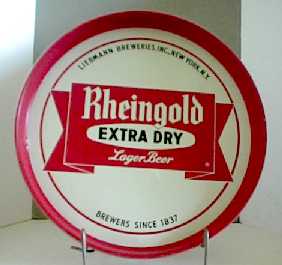 LIEBMANN BREWERIES, INC., NEW YORK, N.Y.
Rheingold
EXTRA DRY
Lager Beer
BREWERS SINCE 1837